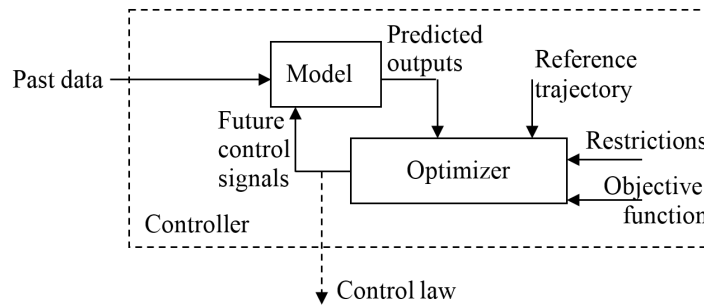 Past data
Model
Predicted
outputs
Reference
trajectory
Future
control
signals
Optimizer
Restrictions
Objective
function
Controller
Control law